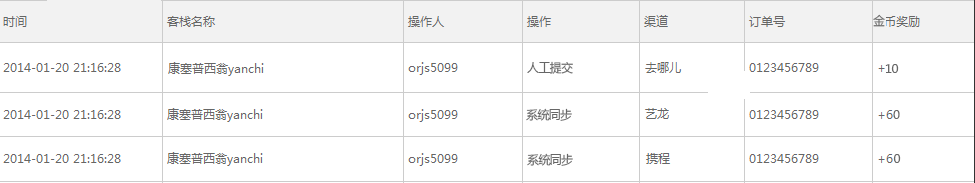 时间 客栈名称 操作人 操作 渠道 订单号 金币奖励
2014-01-20 21:16:28 康塞普西翁yanchi orjs5099 人工提交 去哪儿 0123456789 +10
2014-01-20 21:16:28 康塞普西翁yanchi orjs5099 系统同步 艺龙 0123456789 +60
2014-01-20 21:16:28 康塞普西翁yanchi orjs5099 系统同步 携程 0123456789 +60